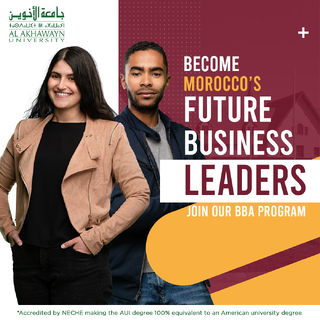 جامعة الأخوين
AL AKHAWAYN
UNIVERSITY
BECOME
MOROCCO'S
FUTURE
BUSINESS
LEADERS
JOIN OUR BBA PROGRAM
*Accredited by NECHE making the AUI degree 100% equivalent to an American university degree